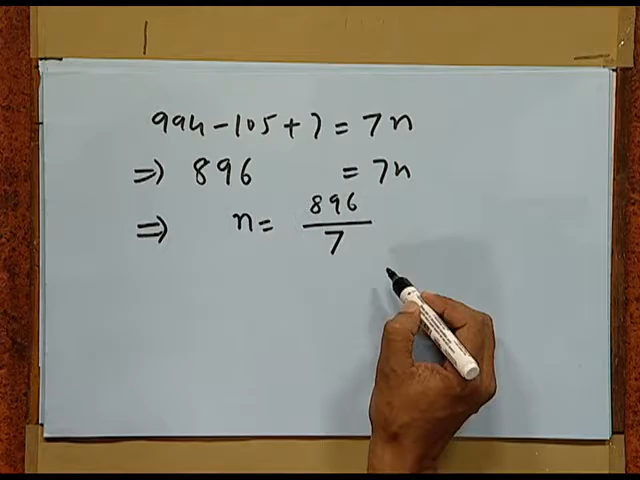 994 - 105 + 7 = 7n
⇒ 896 = 7n
⇒ n = 896/7